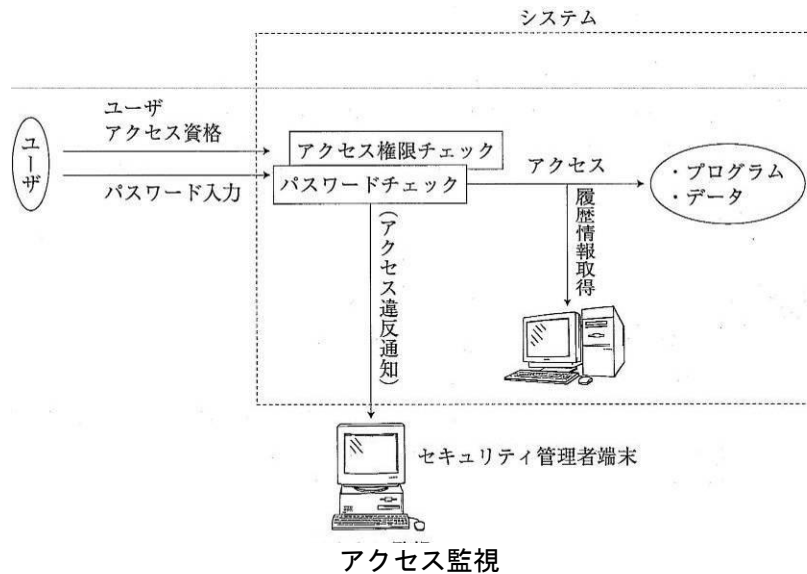 システム
ユーザ
アクセス資格
ユーザ
アクセス権限チェック
パスワード入力
パスワードチェック
アクセス
・プログラム
・データ
履歴情報取得
(アクセス違反通知)
セキュリティ管理者端末
アクセス監視